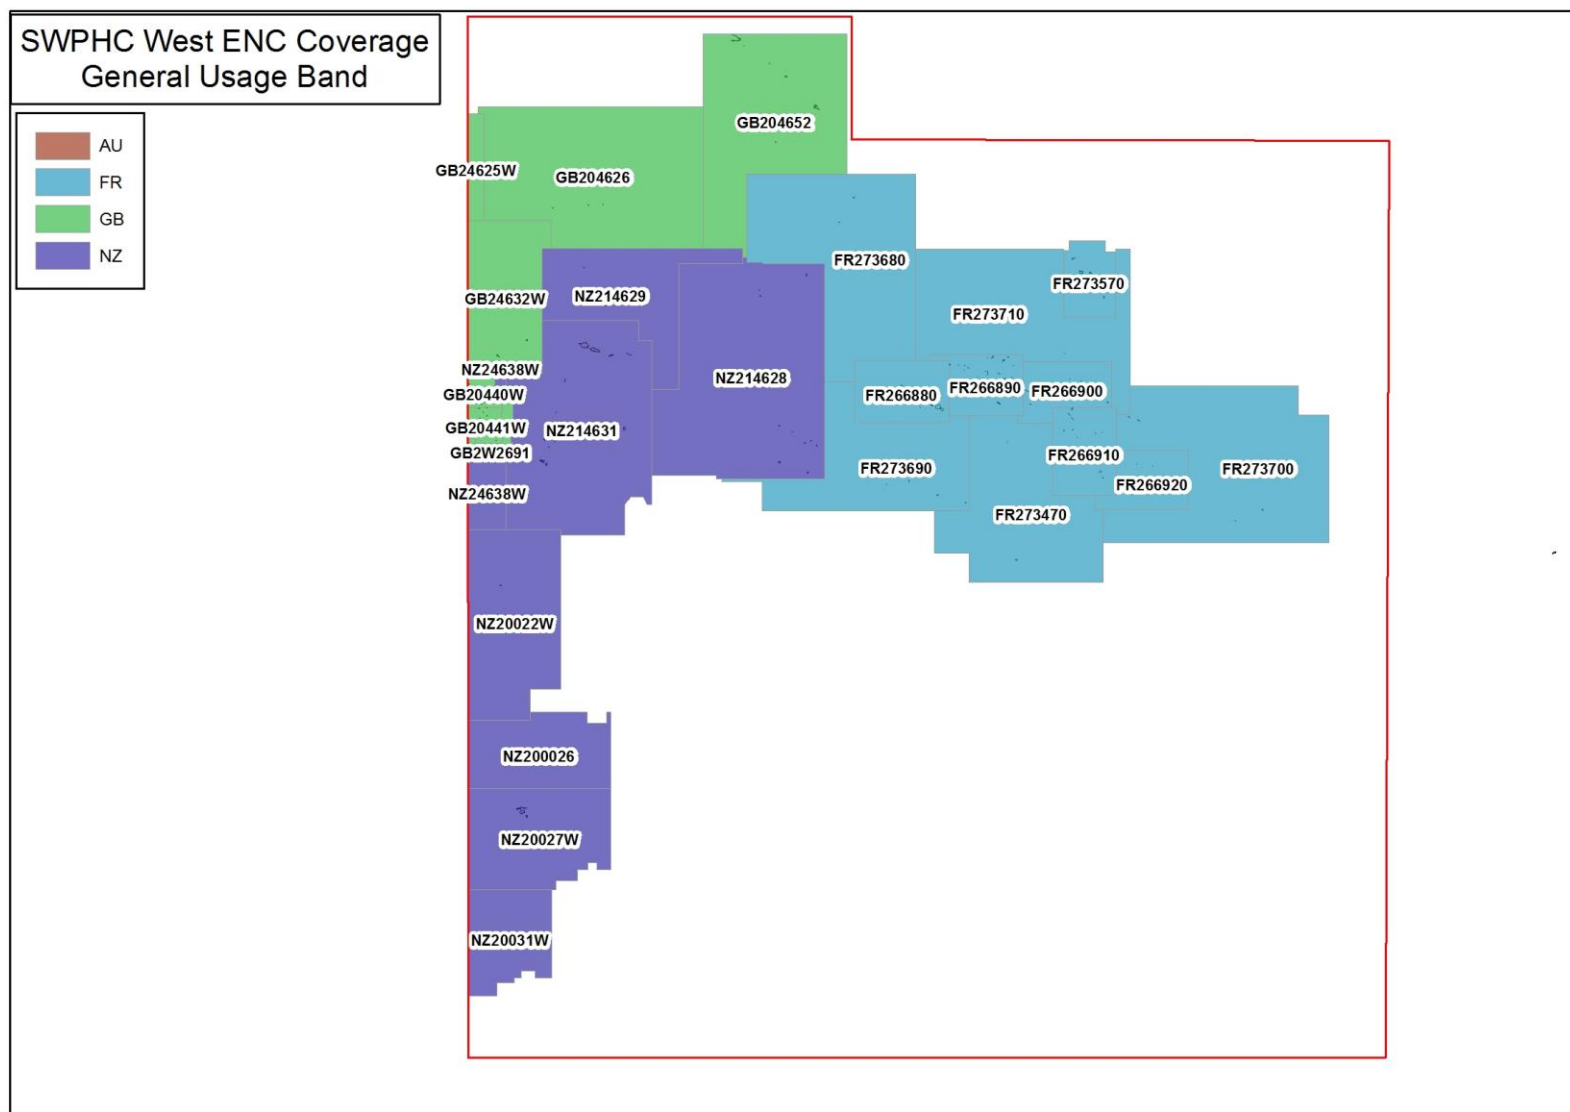 SWPHC West ENC Coverage
General Usage Band
AU
FR
GB
NZ
GB204652
GB24625W
GB204626
FR273680
FR273570
GB24632W
NZ214629
FR273710
NZ24638W
NZ214628
FR266880
FR266890
FR266900
GB20440W
GB20441W
NZ214631
GB2W2691
FR266910
NZ24638W
FR273690
FR273700
FR266920
FR273470
NZ20022W
NZ200026
NZ20027W
NZ20031W